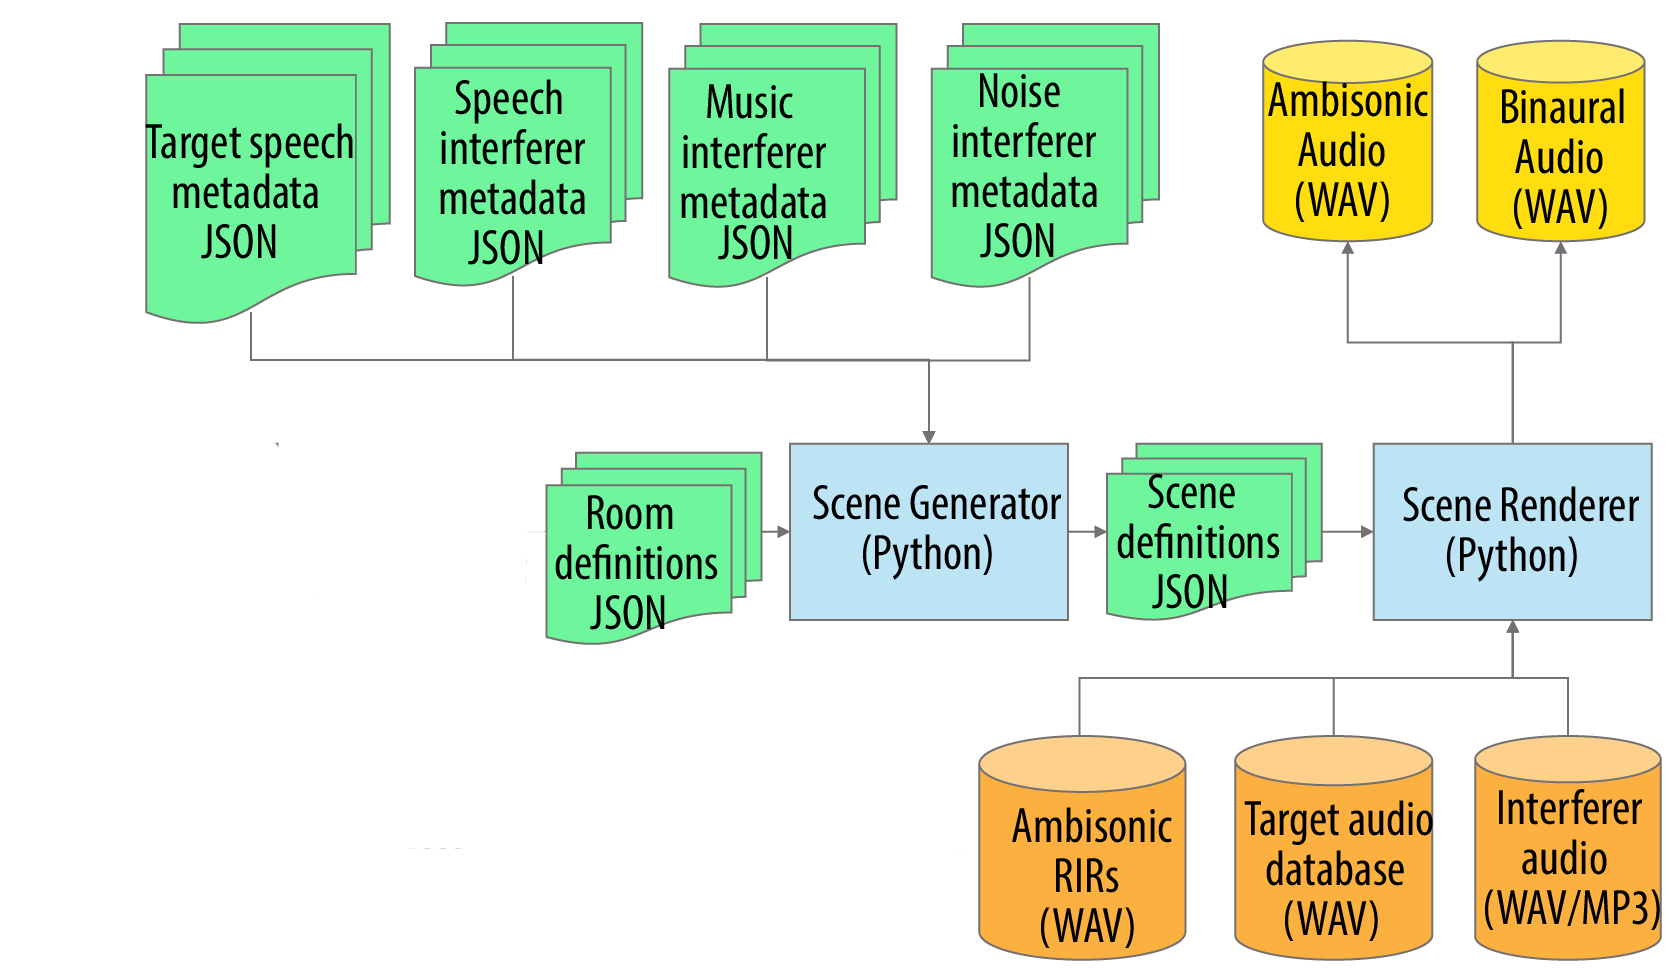 Target speech
metadata
JSON
Speech
interferer
metadata
JSON
Music
interferer
metadata
JSON
Noise
interferer
metadata
JSON
Ambisonic
Audio
(WAV)
Binaural
Audio
(WAV)
Room
definitions
JSON
Scene Generator
(Python)
Scene
definitions
JSON
Scene Renderer
(Python)
Ambisonic
RIRs
(WAV)
Target audio
database
(WAV)
Interferer
audio
(WAV/MP3)